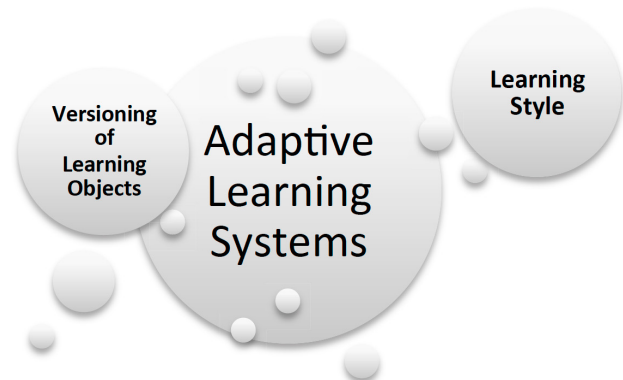 Versioning
of
Learning
Objects
Adaptive
Learning
Systems
Learning
Style